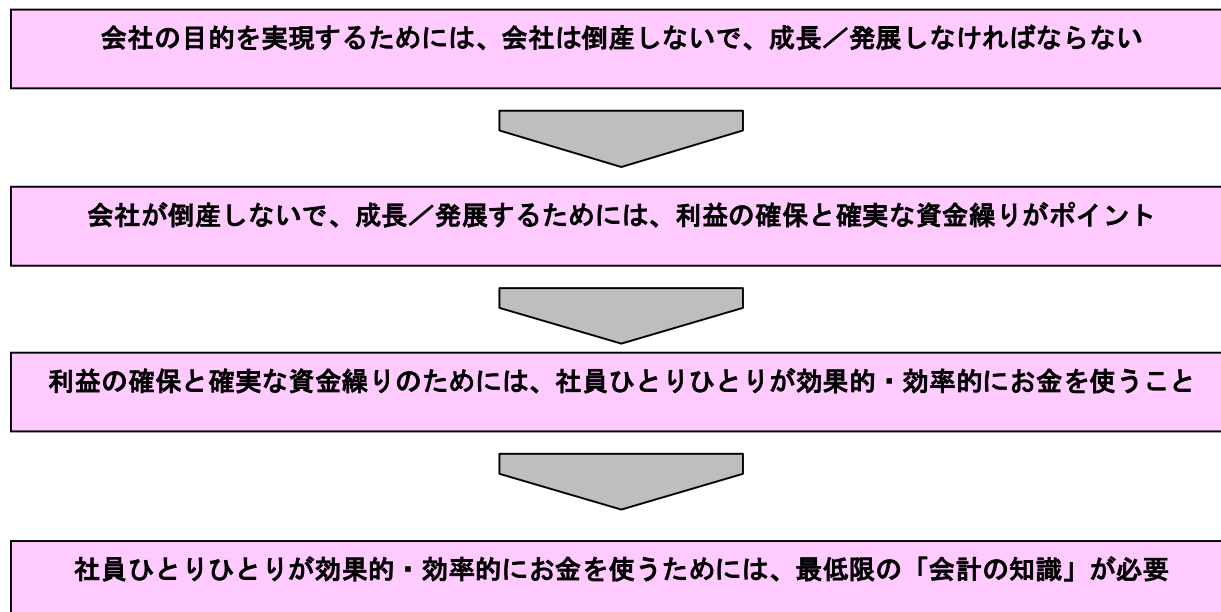 会社の目的を実現するためには、会社は倒産しないで、成長／発展しなければならない
会社が倒産しないで、成長／発展するためには、利益の確保と確実な資金繰りがポイント
利益の確保と確実な資金繰りのためには、社員ひとりひとりが効果的・効率的にお金を使うこと
社員ひとりひとりが効果的・効率的にお金を使うためには、最低限の「会計の知識」が必要